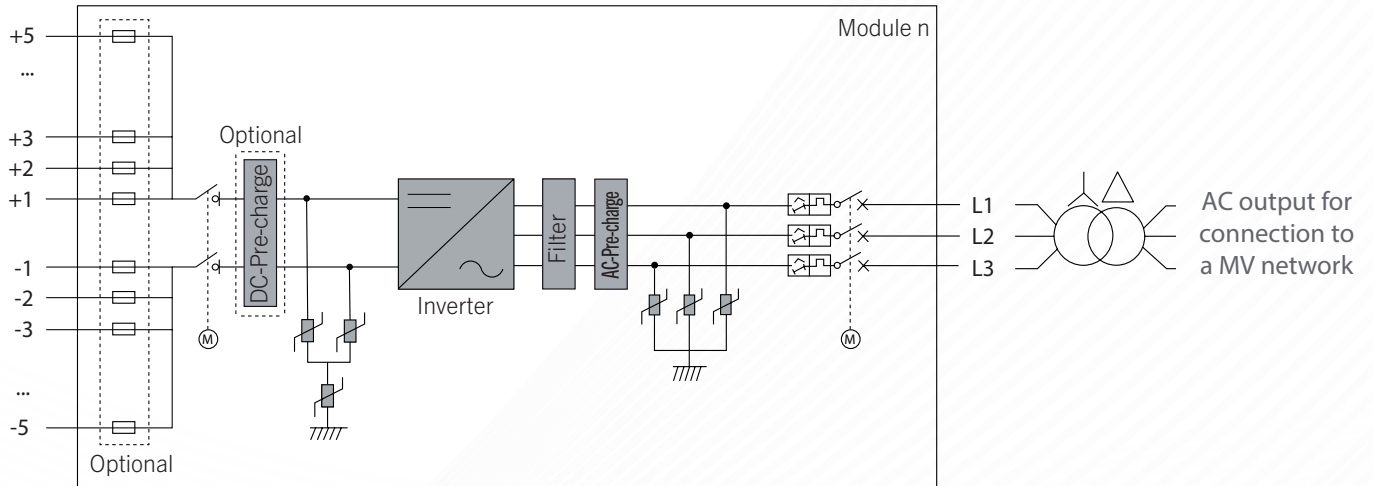 Module n
+5
...
+3
+2
+1
-1
-2
-3
...
-5
Optional
Optional
DC-Pre-charge
M
Inverter
Filter
AC-Pre-charge
M
L1
L2
L3
AC output for
connection to
a MV network